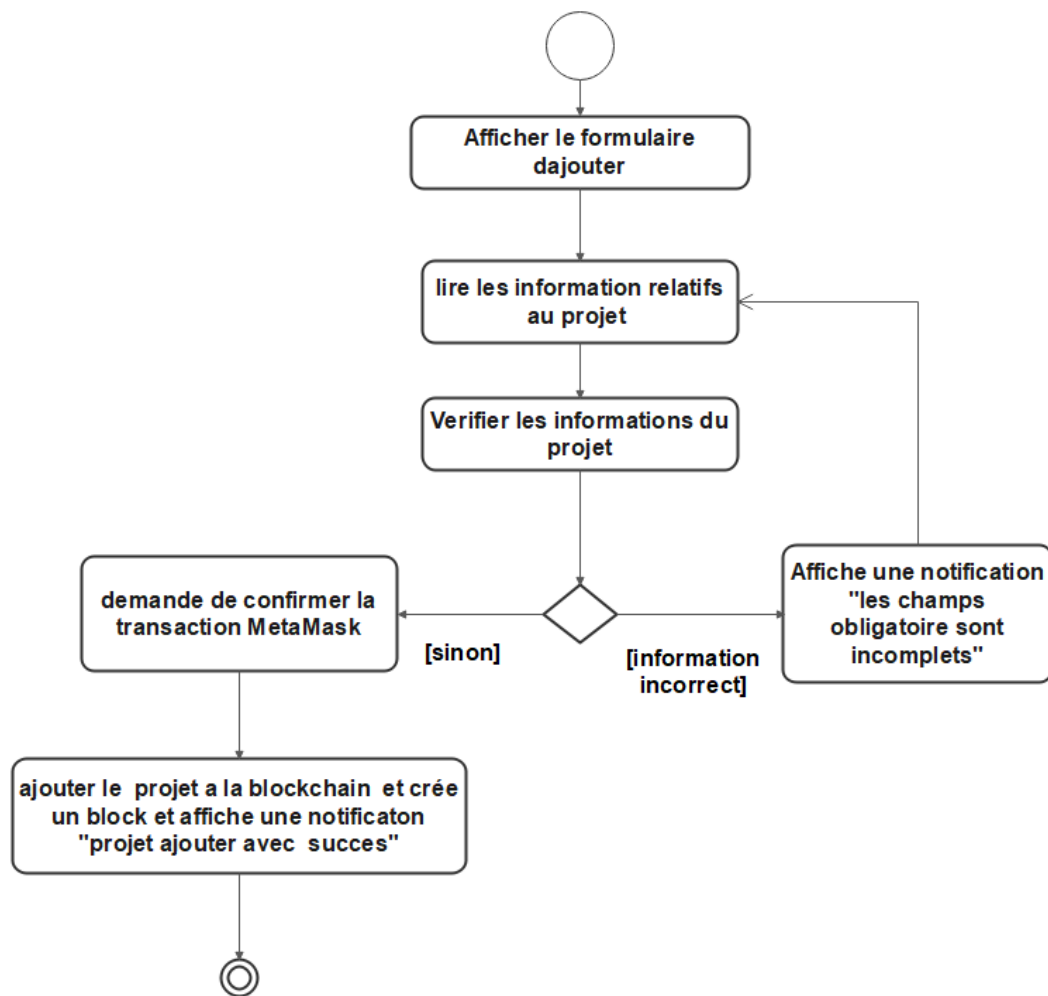 Afficher le formulaire
dajouter
lire les information relatifs
au projet
Verifier les informations du
projet
demande de confirmer la
transaction MetaMask
[sinon]
[information
incorrect]
Affiche une notification
"les champs
obligatoire sont
incomplets"
ajouter le projet a la blockchain et crée
un block et affiche une notificaton
"projet ajouter avec succes"